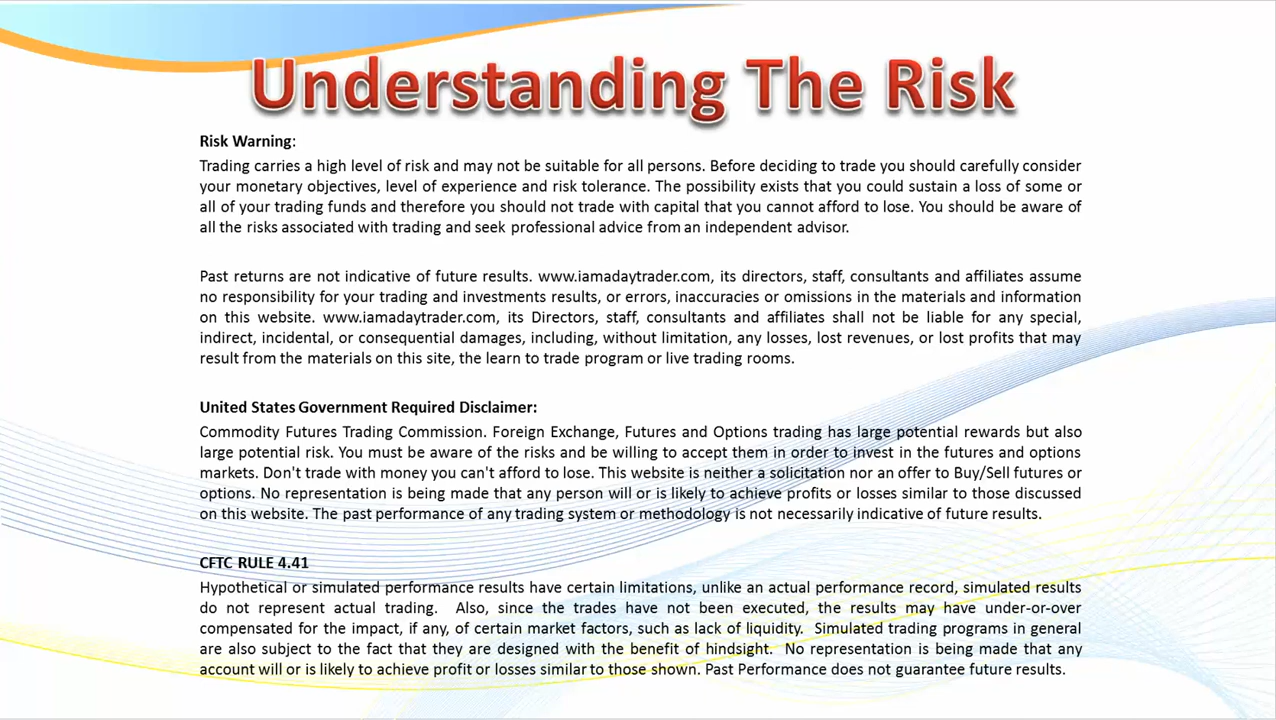 Understanding The Risk
Risk Warning:
Trading carries a high level of risk and may not be suitable for all persons. Before deciding to trade you should carefully consider
your monetary objectives, level of experience and risk tolerance. The possibility exists that you could sustain a loss of some or
all of your trading funds and therefore you should not trade with capital that you cannot afford to lose. You should be aware of
all the risks associated with trading and seek professional advice from an independent advisor.
Past returns are not indicative of future results. www.iamadaytrader.com, its directors, staff, consultants and affiliates assume
no responsibility for your trading and investments results, or errors, inaccuracies or omissions in the materials and information
on this website. www.iamadaytrader.com, its Directors, staff, consultants and affiliates shall not be liable for any special,
indirect, incidental, or consequential damages, including, without limitation, any losses, lost revenues, or lost profits that may
result from the materials on this site, the learn to trade program or live trading rooms.
United States Government Required Disclaimer:
Commodity Futures Trading Commission. Foreign Exchange, Futures and Options trading has large potential rewards but also
large potential risk. You must be aware of the risks and be willing to accept them in order to invest in the futures and options
markets. Don't trade with money you can't afford to lose. This website is neither a solicitation nor an offer to Buy/Sell futures or
options. No representation is being made that any person will or is likely to achieve profits or losses similar to those discussed
on this website. The past performance of any trading system or methodology is not necessarily indicative of future results.
CFTC RULE 4.41
Hypothetical or simulated performance results have certain limitations, unlike an actual performance record, simulated results
do not represent actual trading. Also, since the trades have not been executed, the results may have under-or-over
compensated for the impact, if any, of certain market factors, such as lack of liquidity. Simulated trading programs in general
are also subject to the fact that they are designed with the benefit of hindsight. No representation is being made that any
account will or is likely to achieve profit or losses similar to those shown. Past Performance does not guarantee future results.